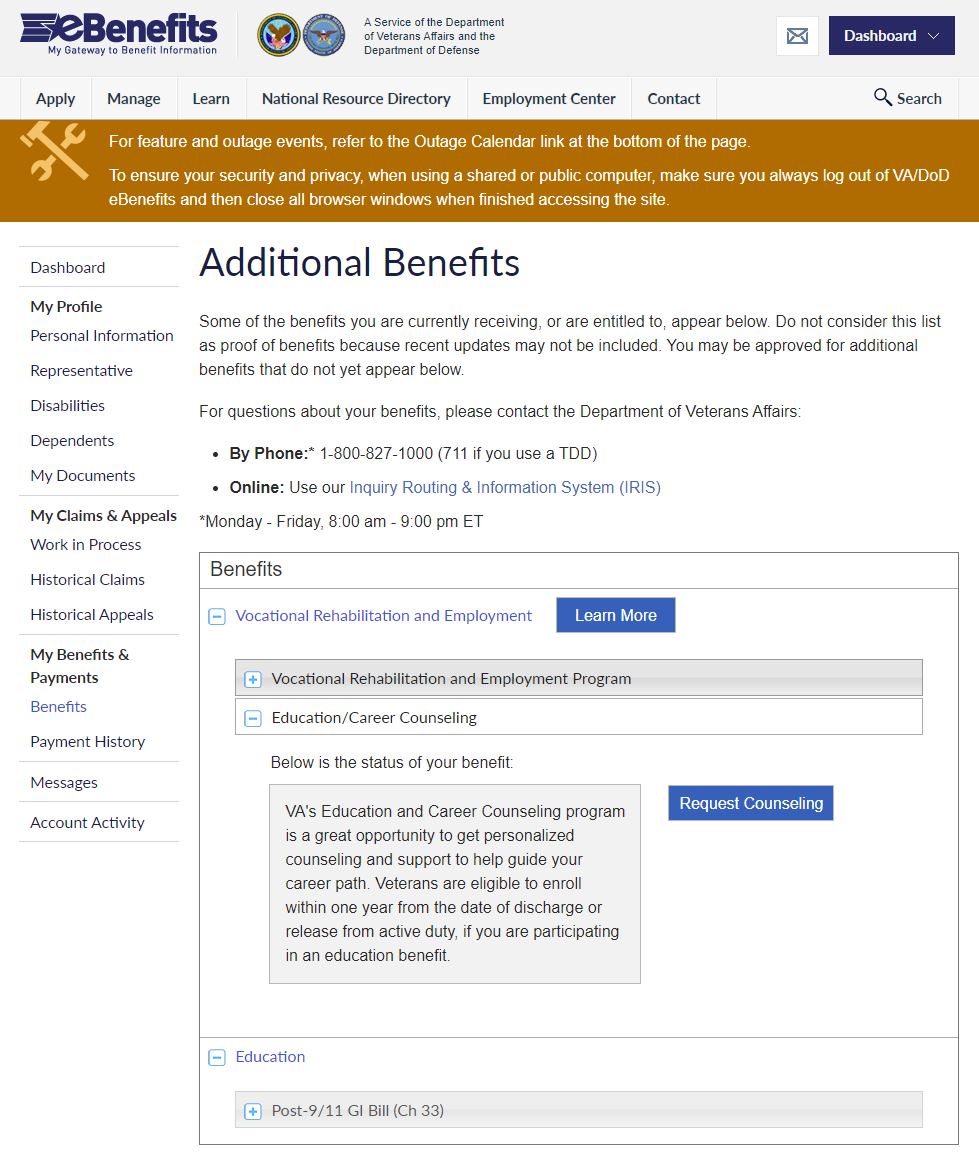 eBenefits
My Gateway to Benefit Information
A Service of the Department
of Veterans Affairs and the
Department of Defense
Dashboard
Apply
Manage
Learn
National Resource Directory
Employment Center
Contact
Search
For feature and outage events, refer to the Outage Calendar link at the bottom of the page.
To ensure your security and privacy, when using a shared or public computer, make sure you always log out of VA/DoD
eBenefits and then close all browser windows when finished accessing the site.
Dashboard
My Profile
Personal Information
Representative
Disabilities
Dependents
My Documents
My Claims & Appeals
Work in Process
Historical Claims
Historical Appeals
My Benefits &
Payments
Benefits
Payment History
Messages
Account Activity
Additional Benefits
Some of the benefits you are currently receiving, or are entitled to, appear below. Do not consider this list
as proof of benefits because recent updates may not be included. You may be approved for additional
benefits that do not yet appear below.
For questions about your benefits, please contact the Department of Veterans Affairs:
• By Phone:* 1-800-827-1000 (711 if you use a TDD)
• Online: Use our Inquiry Routing & Information System (IRIS)
*Monday - Friday, 8:00 am - 9:00 pm ET
Benefits
Vocational Rehabilitation and Employment
Learn More
Vocational Rehabilitation and Employment Program
Education/Career Counseling
Below is the status of your benefit:
VA's Education and Career Counseling program
is a great opportunity to get personalized
counseling and support to help guide your
career path. Veterans are eligible to enroll
within one year from the date of discharge or
release from active duty, if you are participating
in an education benefit.
Request Counseling
Education
Post-9/11 GI Bill (Ch 33)